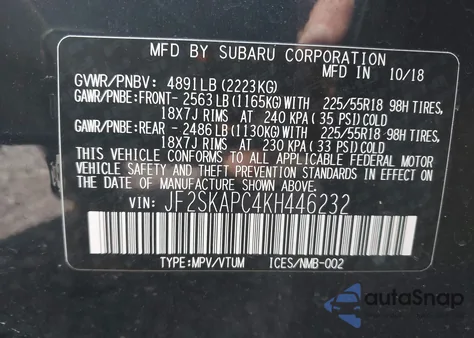 MFD BY SUBARU CORPORATION
GVWR/PNBV: 4891LB (2223KG) IN 10/18
GAWR/PNBE:FRONT- 2563LB(1165KG)WITH 225/55R18 98H TIRES,
18X7J RIMS AT 240 KPA( 35 PSI)COLD
GAWR/PNBE:REAR - 2486LB(1130KG)WITH 225/55R18 98H TIRES,
18X7J RIMS AT 230 KPA( 33 PSI)COLD
THIS VEHICLE CONFORMS TO ALL APPLICABLE FEDERAL MOTOR
VEHICLE SAFETY AND THEFT PREVENTION STANDARDS IN EFFECT
ON THE DATE OF MANUFACTURE SHOWN ABOVE.
VIN: JF2SKAPC4KH446232
TYPE:MPV/VTUM ICES/NMB-002
autoSnap